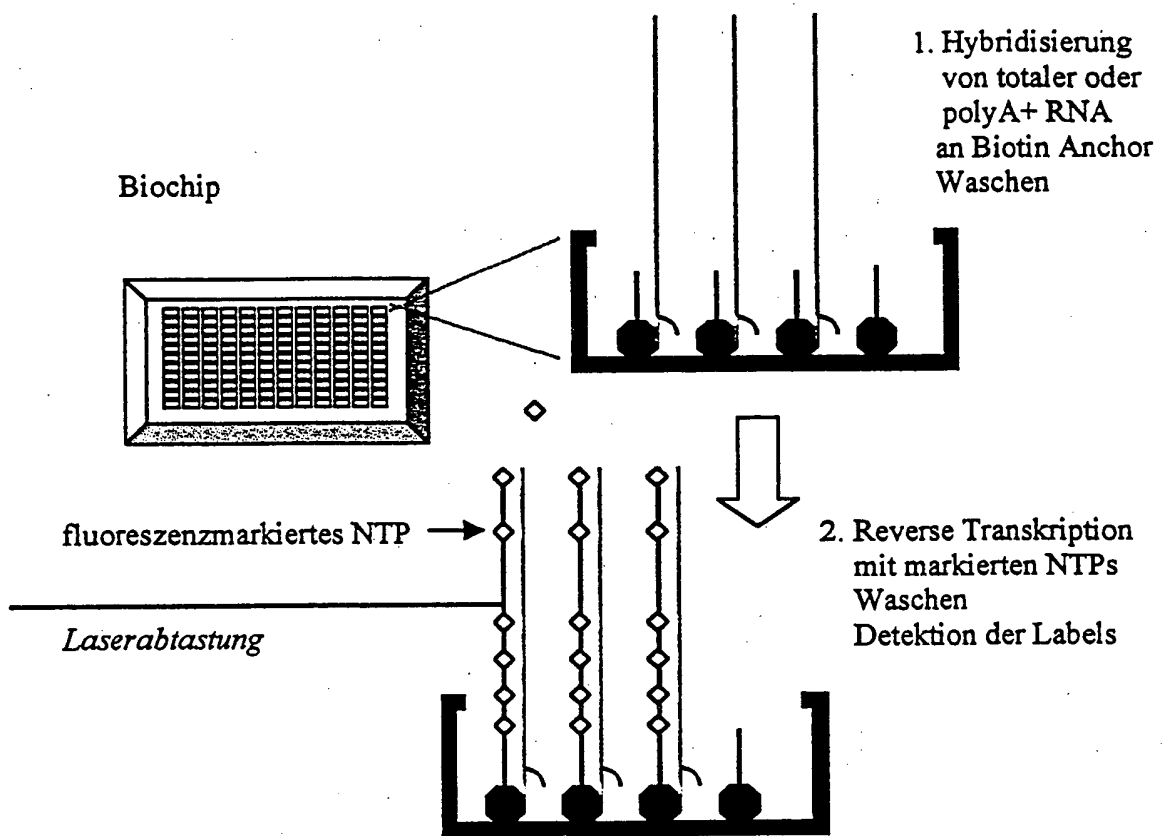 1. Hybridisierung
von totaler oder
polyA+ RNA
an Biotin Anchor
Waschen
Biochip
fluoreszenzmarkiertes NTP
2. Reverse Transkription
mit markierten NTPs
Waschen
Detektion der Labels
Laserabtastung